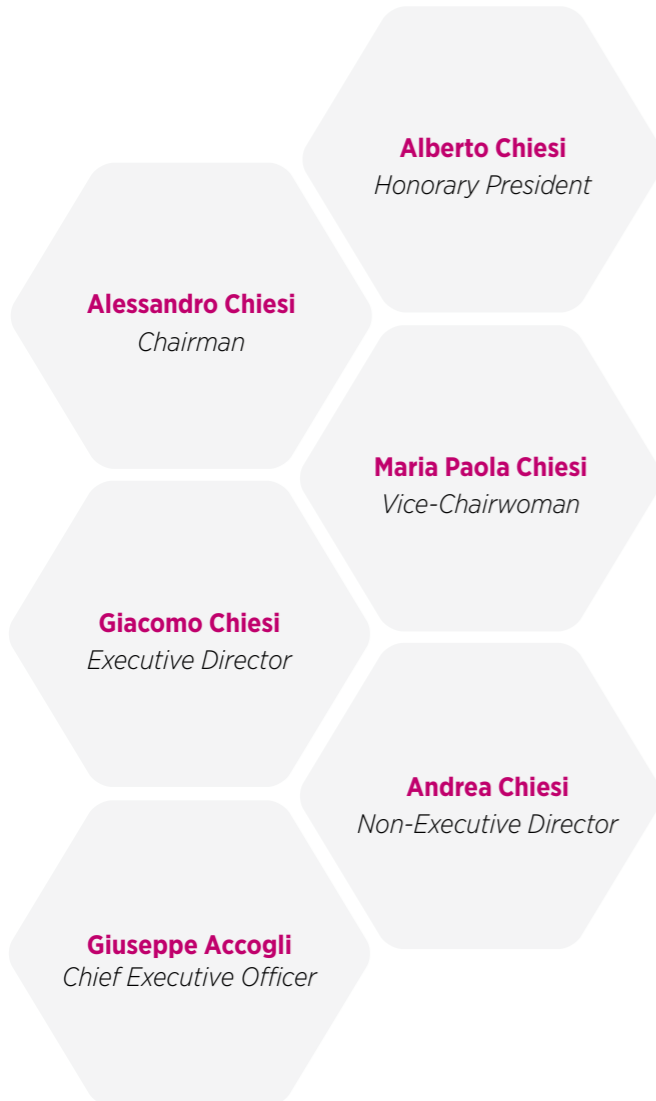 Alberto Chiesi
Honorary President
Alessandro Chiesi
Chairman
Maria Paola Chiesi
Vice-Chairwoman
Giacomo Chiesi
Executive Director
Andrea Chiesi
Non-Executive Director
Giuseppe Accogli
Chief Executive Officer